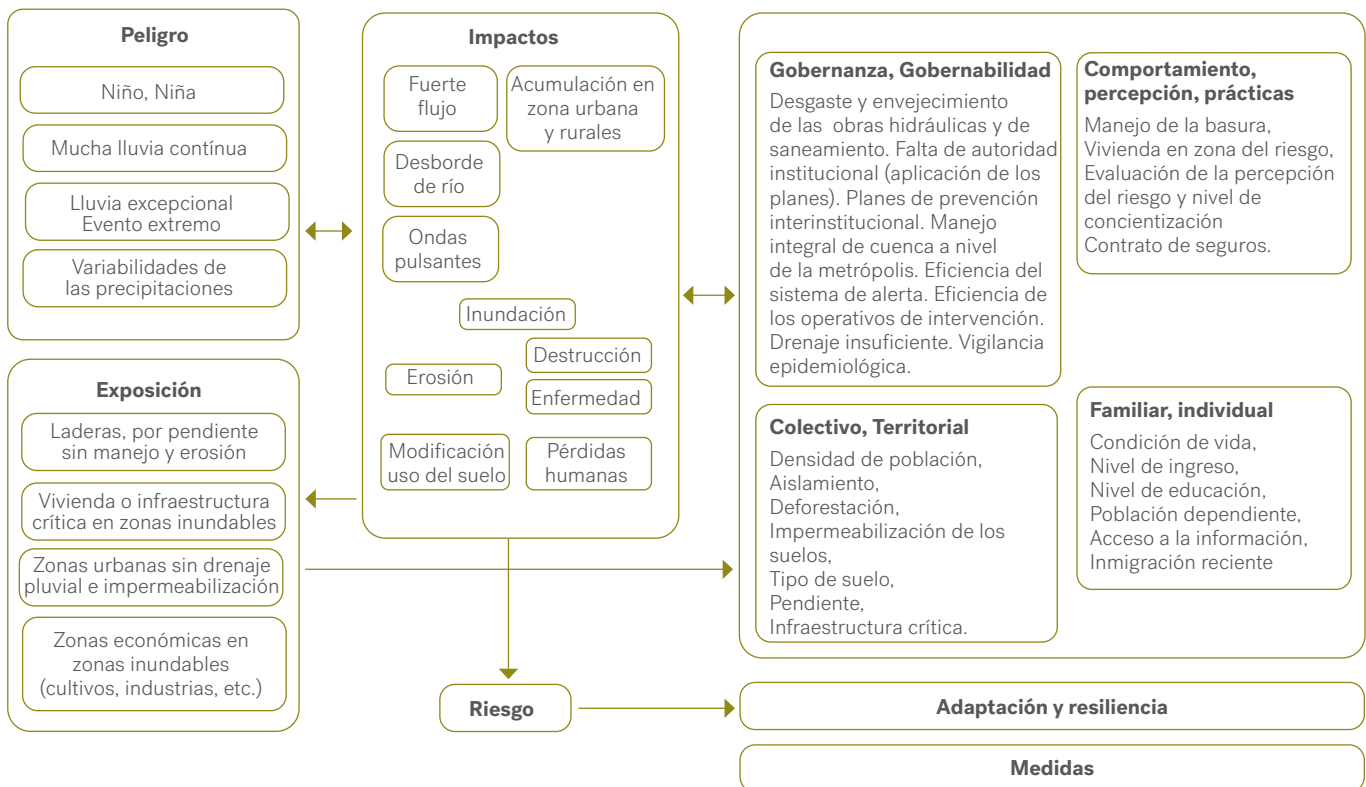 Peligro
Niño, Niña
Mucha lluvia contínua
Lluvia excepcional
Evento extremo
Variabilidades de
las precipitaciones
Exposición
Laderas, por pendiente
sin manejo y erosión
Vivienda o infraestructura
crítica en zonas inundables
Zonas urbanas sin drenaje
pluvial e impermeabilización
Zonas económicas en
zonas inundables
(cultivos, industrias, etc.)
Impactos
Fuerte
flujo
Acumulación en
zona urbana
y rurales
Desborde
de río
Ondas
pulsantes
Inundación
Destrucción
Erosión
Enfermedad
Modificación
uso del suelo
Pérdidas
humanas
Gobernanza, Gobernabilidad
Desgaste y envejecimiento
de las obras hidráulicas y de
saneamiento. Falta de autoridad
institucional (aplicación de los
planes). Planes de prevención
interinstitucional. Manejo
integral de cuenca a nivel
de la metrópolis. Eficiencia del
sistema de alerta. Eficiencia de
los operativos de intervención.
Drenaje insuficiente. Vigilancia
epidemiológica.
Comportamiento,
percepción, prácticas
Manejo de la basura,
Vivienda en zona del riesgo,
Evaluación de la percepción
del riesgo y nivel de
concientización
Contrato de seguros.
Colectivo, Territorial
Densidad de población,
Aislamiento,
Deforestación,
Impermeabilización de los
suelos,
Tipo de suelo,
Pendiente,
Infraestructura crítica.
Familiar, individual
Condición de vida,
Nivel de ingreso,
Nivel de educación,
Población dependiente,
Acceso a la información,
Inmigración reciente
Riesgo
Adaptación y resiliencia
Medidas